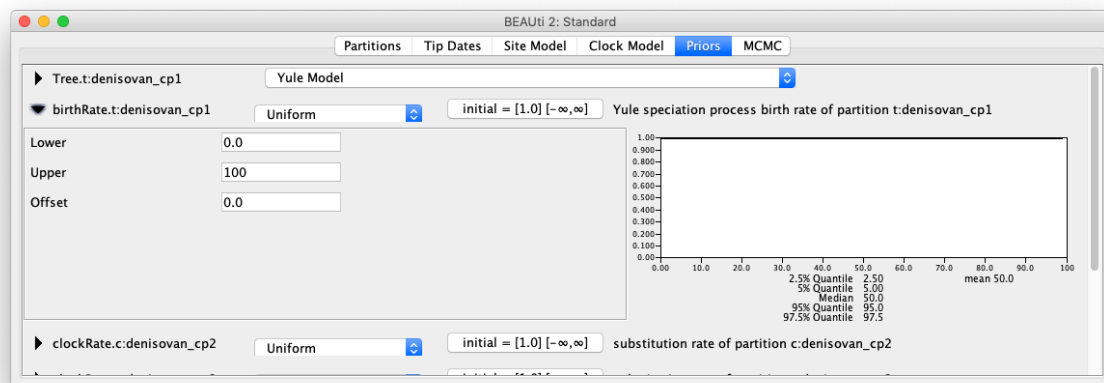 BEAUti 2: Standard
Partitions Tip Dates Site Model Clock Model Priors MCMC
Tree.t:denisovan_cp1 Yule Model
birthRate.t:denisovan_cp1 Uniform initial = [1.0] [-∞,∞] Yule speciation process birth rate of partition t:denisovan_cp1
Lower 0.0
Upper 100
Offset 0.0
1.00
0.900
0.800
0.700
0.600
0.500
0.400
0.300
0.200
0.100
0.00
0.00 10.0 20.0 30.0 40.0 50.0 60.0 70.0 80.0 90.0 100
2.5% Quantile 2.50 mean 50.0
5% Quantile 5.00
Median 50.0
95% Quantile 95.0
97.5% Quantile 97.5
clockRate.c:denisovan_cp2 Uniform initial = [1.0] [-∞,∞] substitution rate of partition c:denisovan_cp2